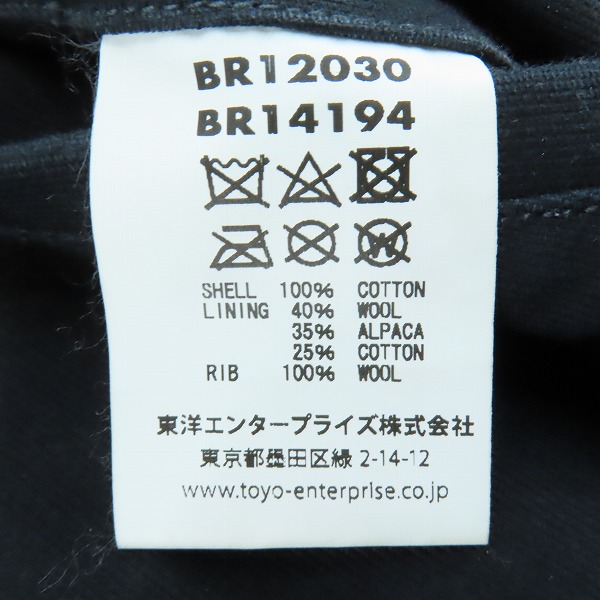 BR12030
BR14194
SHELL 100% COTTON
LINING 40% WOOL
35% ALPACA
25% COTTON
RIB 100% WOOL
東洋エンタープライズ株式会社
東京都墨田区緑 2-14-12
www.toyo-enterprise.co.jp